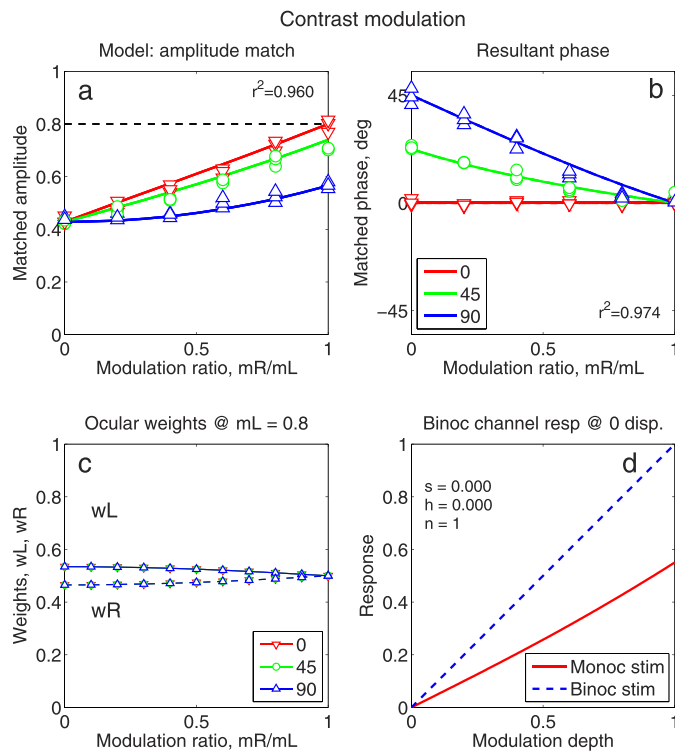 Contrast modulation
Model: amplitude match
a
r²=0.960
Matched amplitude
1
0.8
0.6
0.4
0.2
0
0
0.5
1
Modulation ratio, mR/mL
Resultant phase
b
Matched phase, deg
45
0
−45
0
45
90
r²=0.974
0
0.5
1
Modulation ratio, mR/mL
Ocular weights @ mL = 0.8
c
wL
wR
Weights, wL, wR
1
0.8
0.6
0.4
0.2
0
0
45
90
0
0.5
1
Modulation ratio, mR/mL
Binoc channel resp @ 0 disp.
d
s = 0.000
h = 0.000
n = 1
Response
1
0.8
0.6
0.4
0.2
0
Monoc stim
Binoc stim
0
0.5
1
Modulation depth